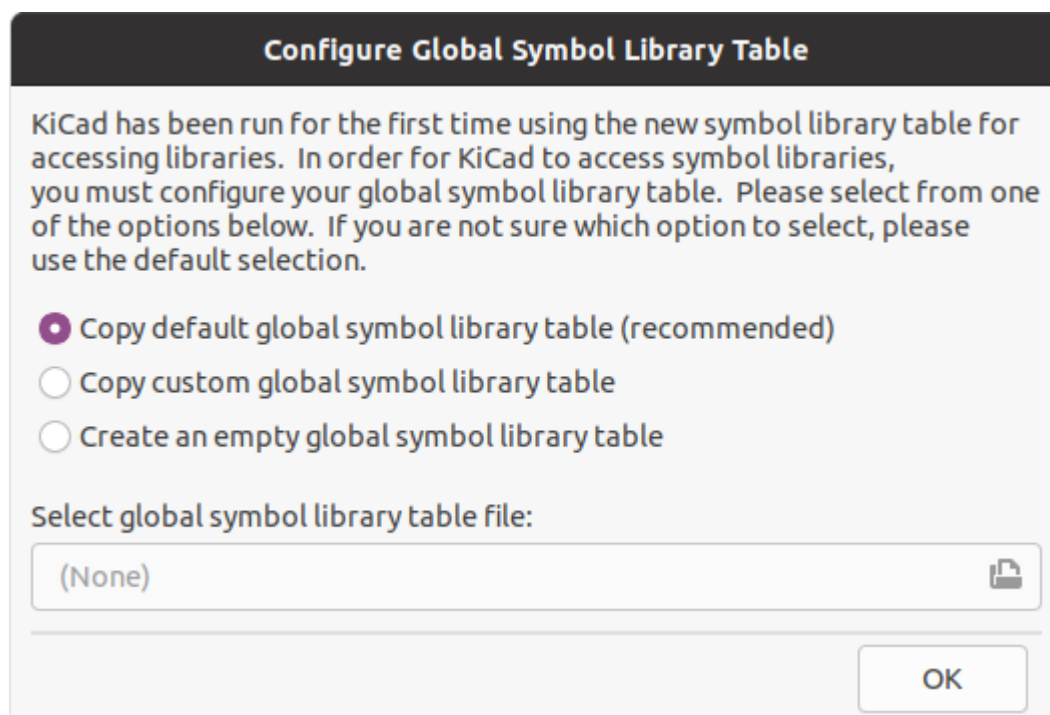 Configure Global Symbol Library Table
KiCad has been run for the first time using the new symbol library table for
accessing libraries.  In order for KiCad to access symbol libraries,
you must configure your global symbol library table.  Please select from one
of the options below.  If you are not sure which option to select, please
use the default selection.
Copy default global symbol library table (recommended)
Copy custom global symbol library table
Create an empty global symbol library table
Select global symbol library table file:
(None)
OK